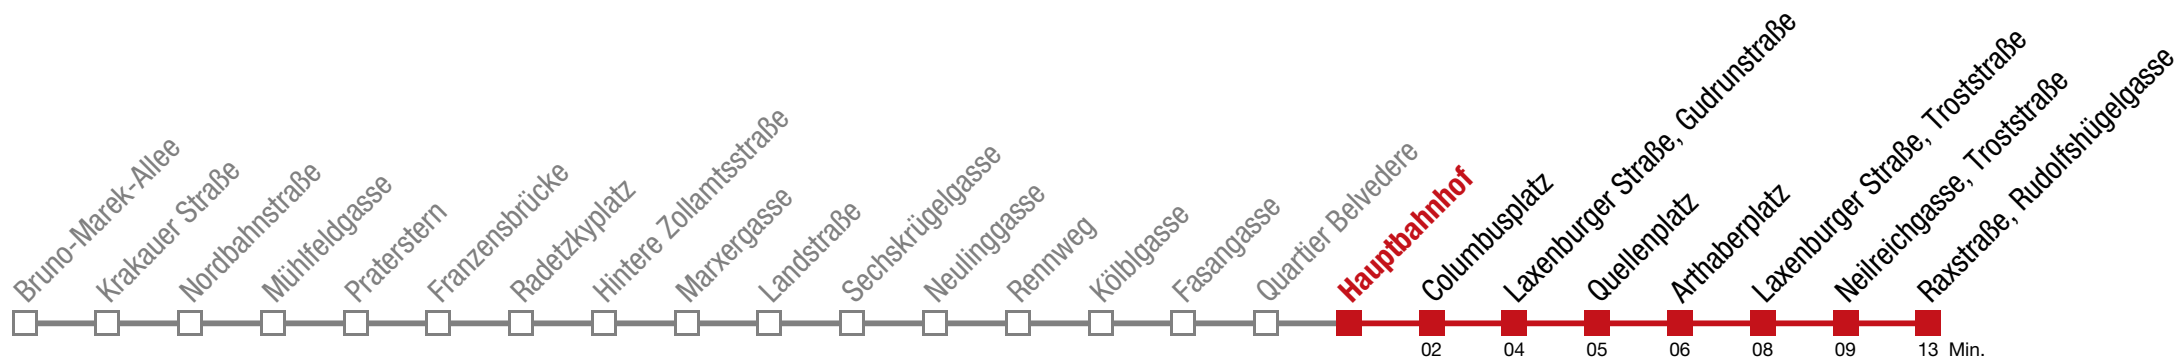 Bruno-Marek-Allee
Krakauer Straße
Nordbahnstraße
Mühlfeldgasse
Praterstern
Franzensbrücke
Radetzkyplatz
Hintere Zollamtsstraße
Marxergasse
Landstraße
Sechskrügelgasse
Neulinggasse
Rennweg
Kölblgasse
Fasangasse
Quartier Belvedere
Hauptbahnhof
Columbusplatz
Laxenburger Straße, Gudrunstraße
Quellenplatz
Arthaberplatz
Laxenburger Straße, Troststraße
Neilreichgasse, Troststraße
Raxstraße, Rudolfshügelgasse
02 04 05 06 08 09 13 Min.